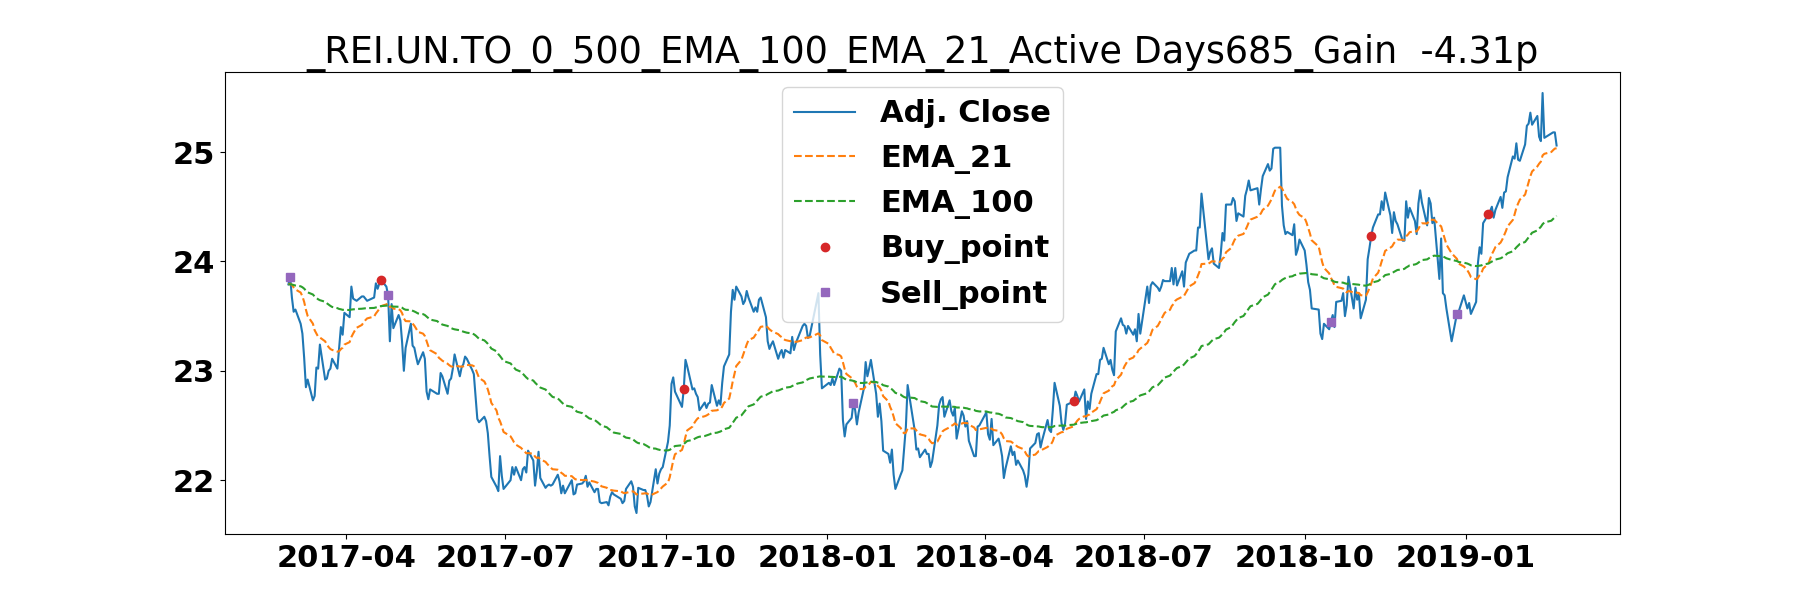 _REI.UN.TO_0_500_EMA_100_EMA_21_Active Days685_Gain  -4.31p
Adj. Close
EMA_21
EMA_100
Buy_point
Sell_point
25
24
23
22
2017-04 2017-07 2017-10 2018-01 2018-04 2018-07 2018-10 2019-01